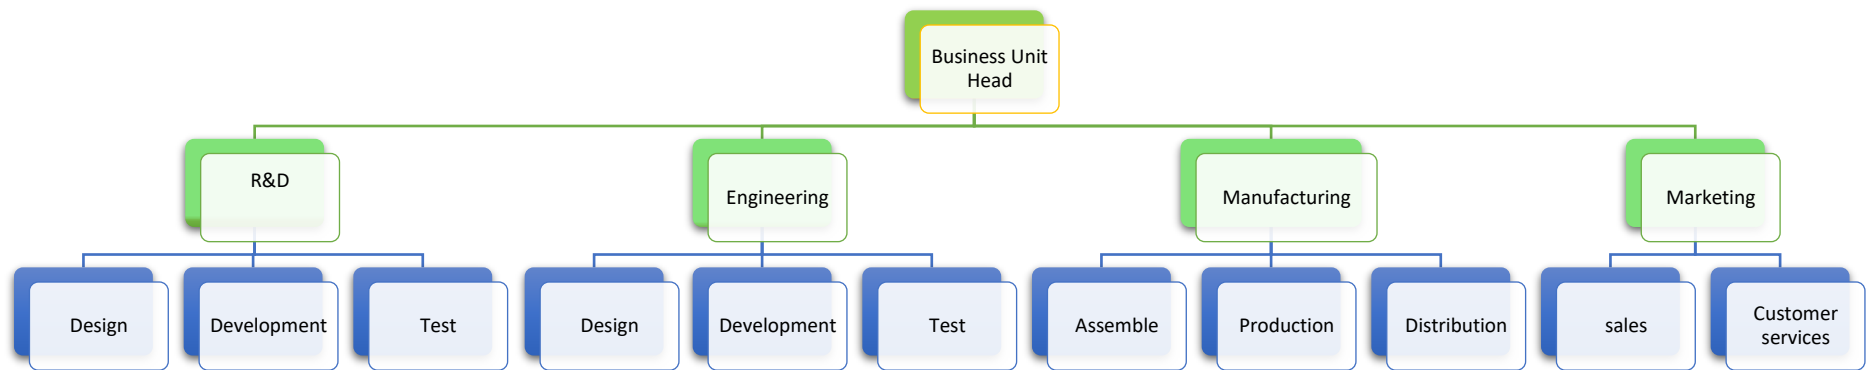 Business Unit
Head
R&D
Engineering
Manufacturing
Marketing
Design
Development
Test
Design
Development
Test
Assemble
Production
Distribution
sales
Customer
services